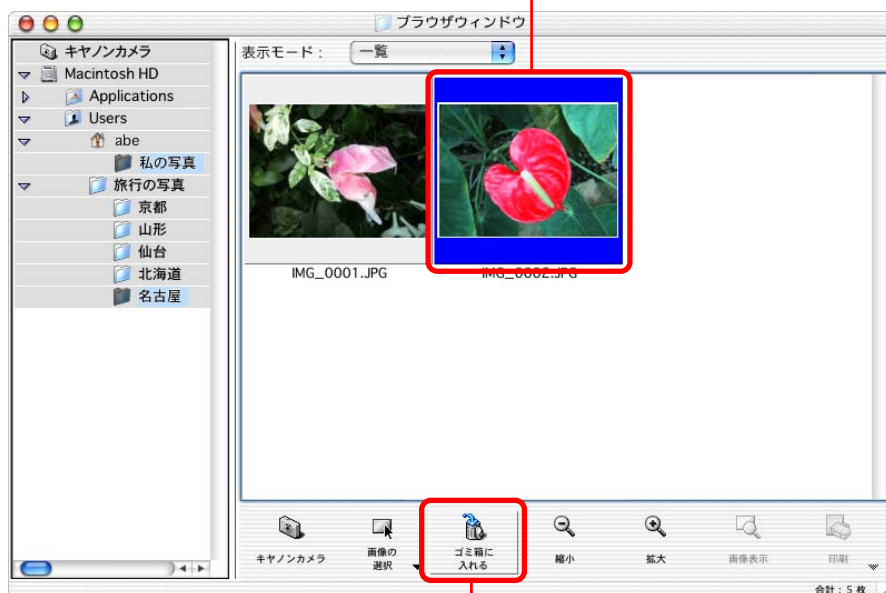 ブラウザウィンドウ
キヤノンカメラ
Macintosh HD
Applications
Users
abe
私の写真
旅行の写真
京都
山形
仙台
北海道
名古屋
表示モード：
一覧
IMG_0001.JPG
IMG_0002.JPG
キヤノンカメラ
画像の
選択
ゴミ箱に
入れる
縮小
拡大
画像表示
印刷
合計：5 枚